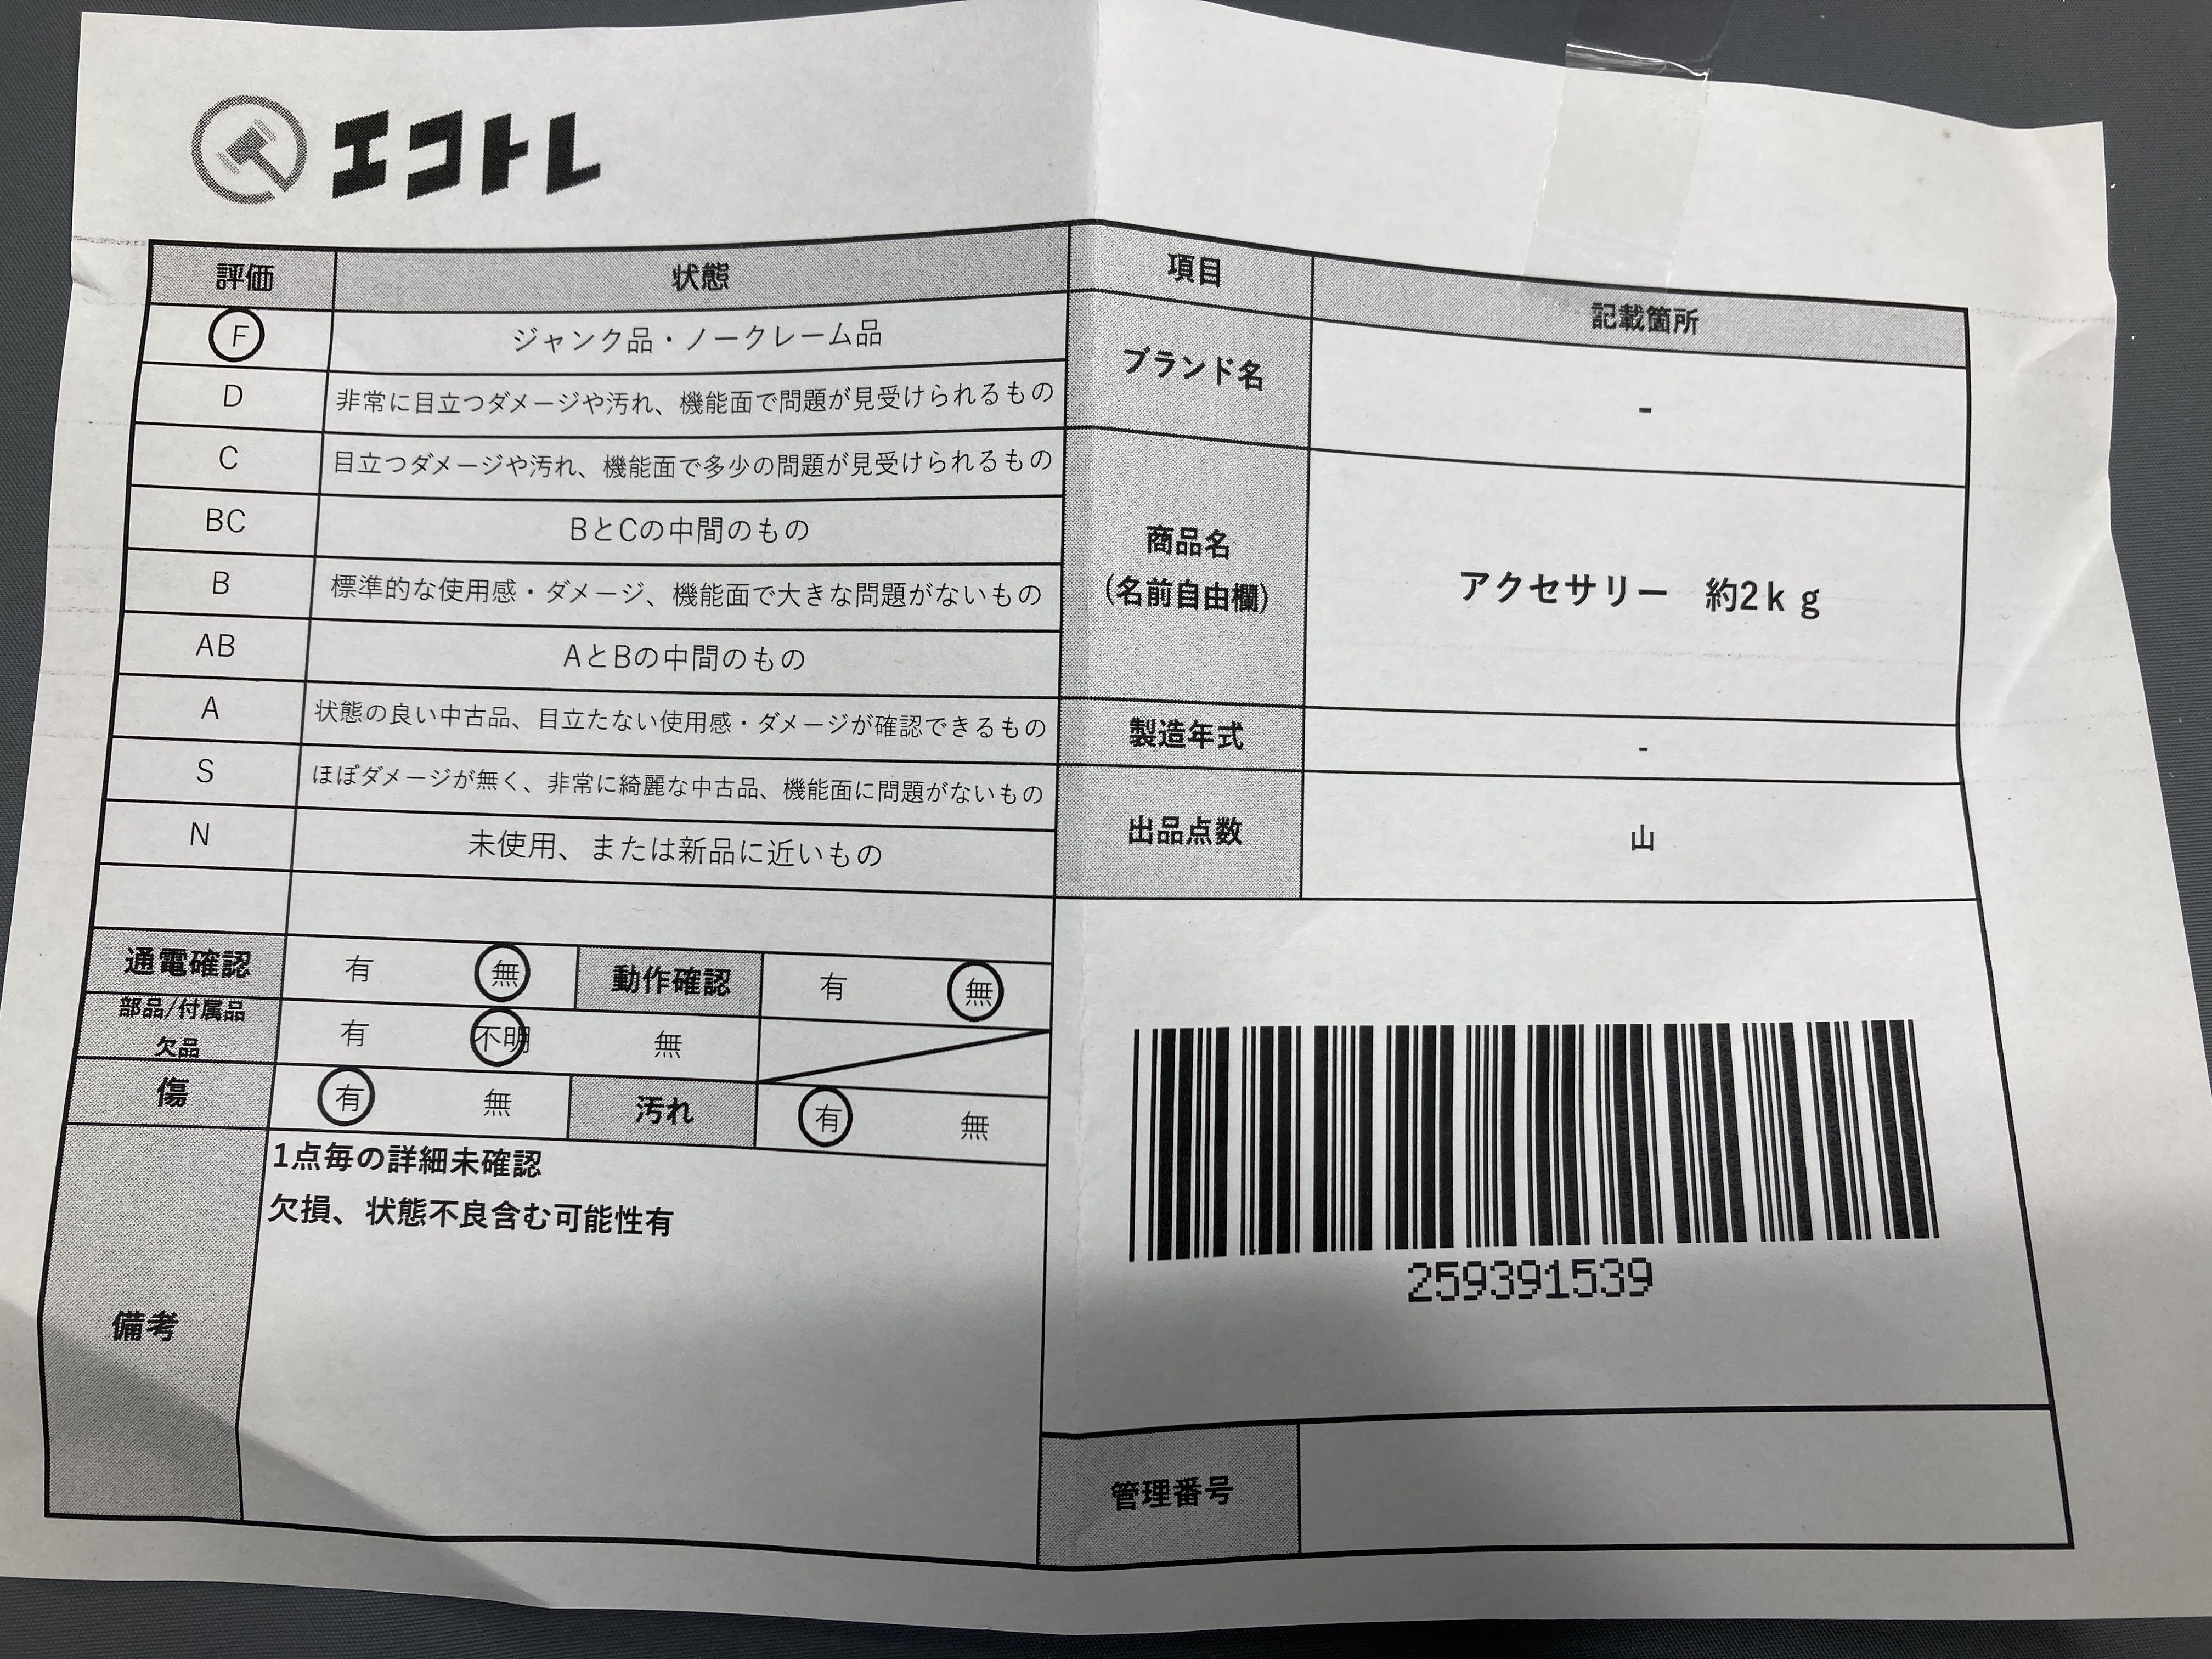 エコトレ
評価 状態
F ジャンク品・ノークレーム品
D 非常に目立つダメージや汚れ、機能面で問題が見受けられるもの
C 目立つダメージや汚れ、機能面で多少の問題が見受けられるもの
BC BとCの中間のもの
B 標準的な使用感・ダメージ、機能面で大きな問題がないもの
AB AとBの中間のもの
A 状態の良い中古品、目立たない使用感・ダメージが確認できるもの
S ほぼダメージが無く、非常に綺麗な中古品、機能面に問題がないもの
N 未使用、または新品に近いもの
通電確認 有 無 動作確認 有 無
部品/付属品
欠品 有 不明 無
傷 有 無 汚れ 有 無
備考
1点毎の詳細未確認
欠損、状態不良含む可能性有
項目 記載箇所
ブランド名 -
商品名
(名前自由欄) アクセサリー 約2kg
製造年式 -
出品点数 山
259391539
管理番号